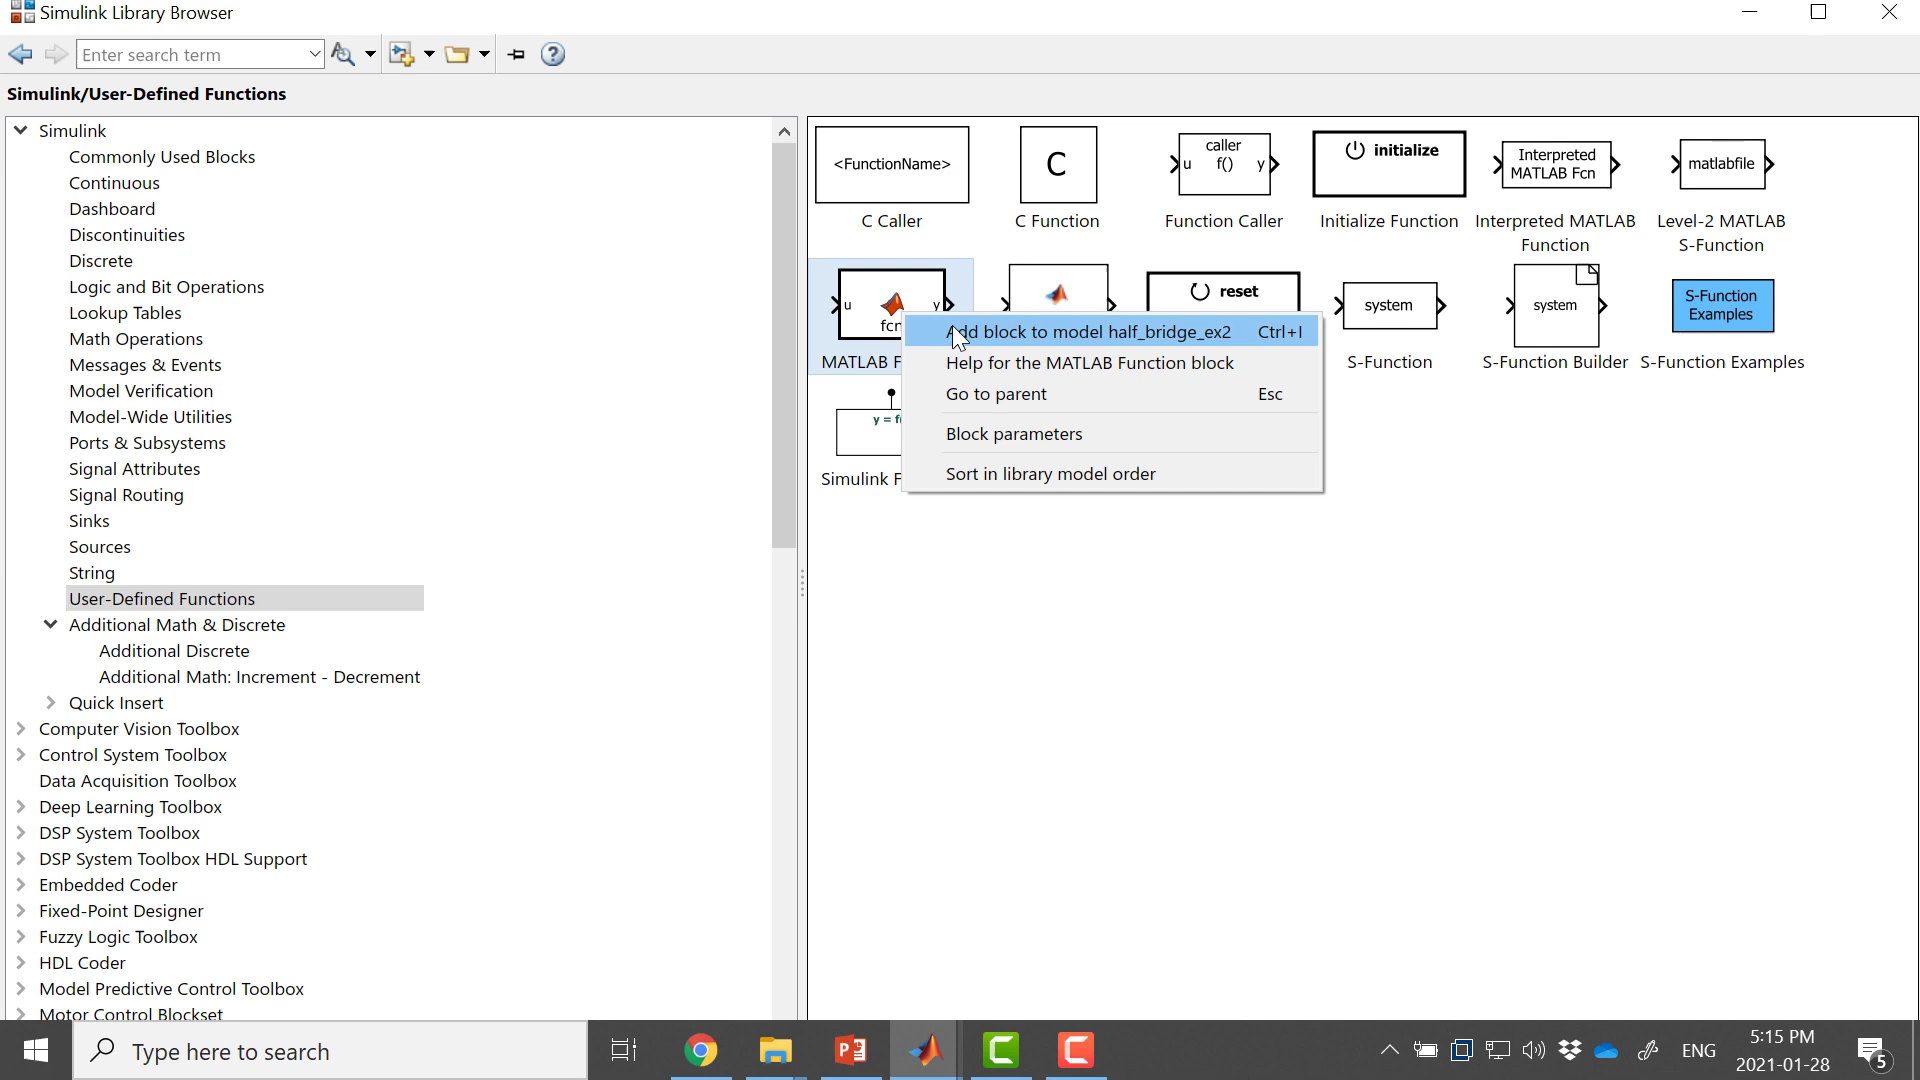 Simulink Library Browser
Enter search term
Simulink/User-Defined Functions
Simulink
Commonly Used Blocks
Continuous
Dashboard
Discontinuities
Discrete
Logic and Bit Operations
Lookup Tables
Math Operations
Messages & Events
Model Verification
Model-Wide Utilities
Ports & Subsystems
Signal Attributes
Signal Routing
Sinks
Sources
String
User-Defined Functions
Additional Math & Discrete
Additional Discrete
Additional Math: Increment - Decrement
Quick Insert
Computer Vision Toolbox
Control System Toolbox
Data Acquisition Toolbox
Deep Learning Toolbox
DSP System Toolbox
DSP System Toolbox HDL Support
Embedded Coder
Fixed-Point Designer
Fuzzy Logic Toolbox
HDL Coder
Model Predictive Control Toolbox
Motor Control Blockset
<FunctionName>
C Caller
C
C Function
caller
u f() y
Function Caller
initialize
Initialize Function
Interpreted
MATLAB Fcn
Interpreted MATLAB
Function
matlabfile
Level-2 MATLAB
S-Function
u y
fcn
MATLAB F
reset
system
S-Function
system
S-Function Builder
S-Function
Examples
S-Function Examples
y = f
Simulink F
Add block to model half_bridge_ex2 Ctrl+I
Help for the MATLAB Function block
Go to parent Esc
Block parameters
Sort in library model order
Type here to search
ENG
5:15 PM
2021-01-28
5